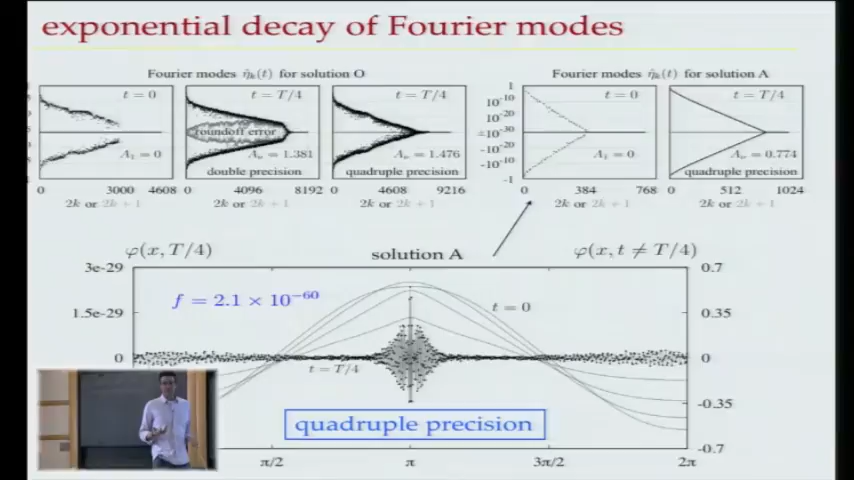 exponential decay of Fourier modes
Fourier modes η̂ₖ(t) for solution O
Fourier modes η̂ₖ(t) for solution A
t = 0
t = T/4
t = T/4
1
10⁻¹⁰
10⁻²⁰
±10⁻³⁰
-10⁻²⁰
-10⁻¹⁰
-1
t = 0
t = T/4
roundoff error
A₁ = 0
Aᵥ = 1.381
Aᵥ = 1.476
A₁ = 0
Aᵥ = 0.774
double precision
quadruple precision
quadruple precision
0 3000 4608
0 4096 8192
0 4608 9216
0 384 768
0 512 1024
2k or 2k + 1
2k or 2k + 1
2k or 2k + 1
2k or 2k + 1
2k or 2k + 1
φ(x, T/4)
solution A
φ(x, t ≠ T/4)
3e-29
0.7
f = 2.1 × 10⁻⁶⁰
t = 0
1.5e-29
0.35
0
0
t = T/4
-0.35
quadruple precision
-0.7
π/2 π 3π/2 2π